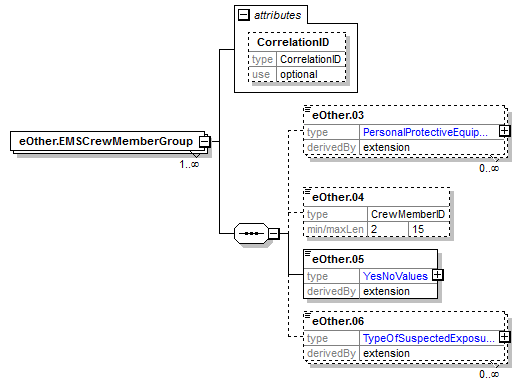 attributes
CorrelationID
type CorrelationID
use optional
eOther.EMSCrewMemberGroup
1..∞
eOther.03
type PersonalProtectiveEquip...
derivedBy extension
0..∞
eOther.04
type CrewMemberID
min/maxLen 2 15
eOther.05
type YesNoValues
derivedBy extension
eOther.06
type TypeOfSuspectedExposu...
derivedBy extension
0..∞